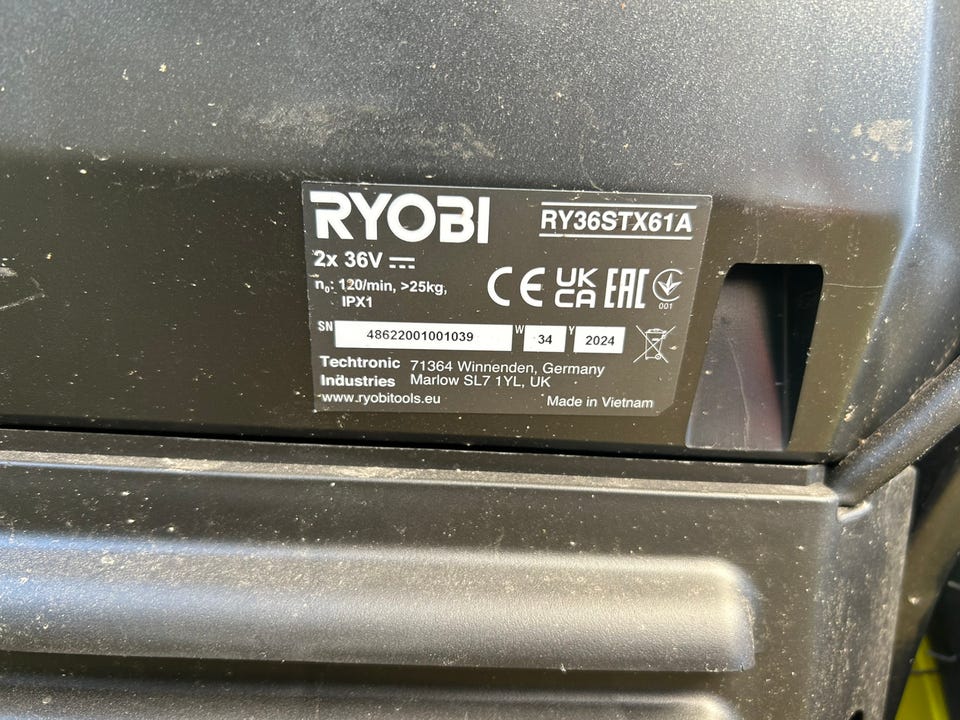 RYOBI
RY36STX61A
2x 36V
n₀: 120/min, >25kg,
IPX1
CE UK CA EAC
001
SN 48622001001039 W 34 Y 2024
Techtronic 71364 Winnenden, Germany
Industries Marlow SL7 1YL, UK
www.ryobitools.eu Made in Vietnam